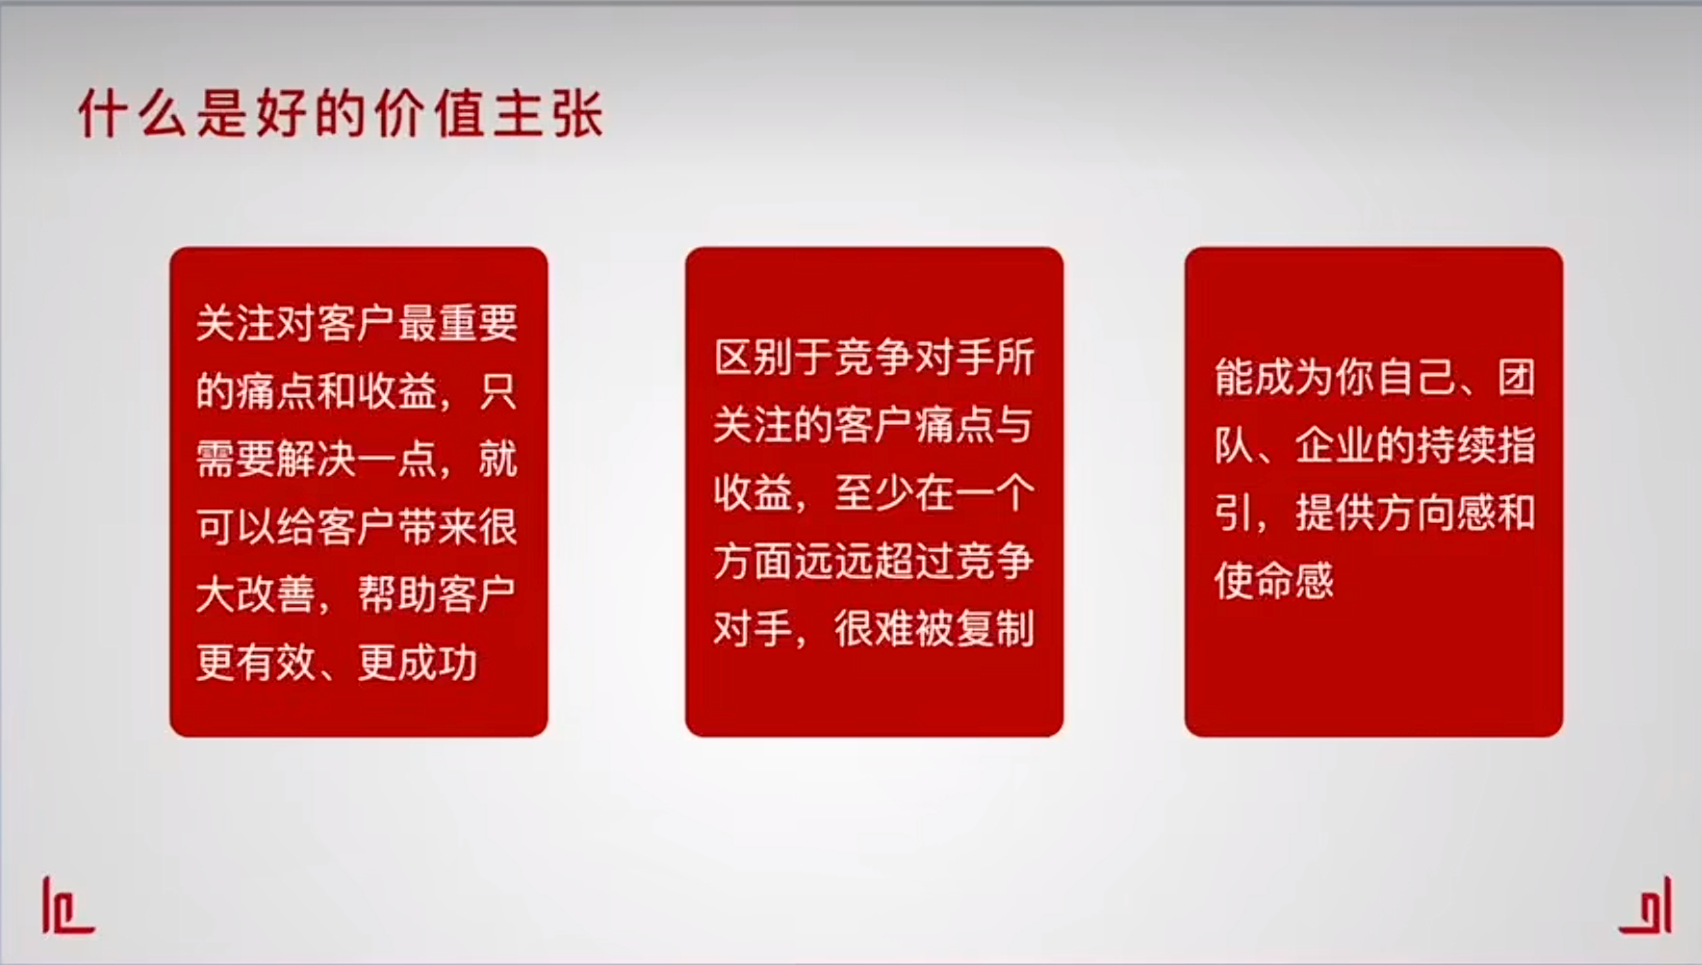 什么是好的价值主张
关注对客户最重要
的痛点和收益，只
需要解决一点，就
可以给客户带来很
大改善，帮助客户
更有效、更成功
区别于竞争对手所
关注的客户痛点与
收益，至少在一个
方面远远超过竞争
对手，很难被复制
能成为你自己、团
队、企业的持续指
引，提供方向感和
使命感